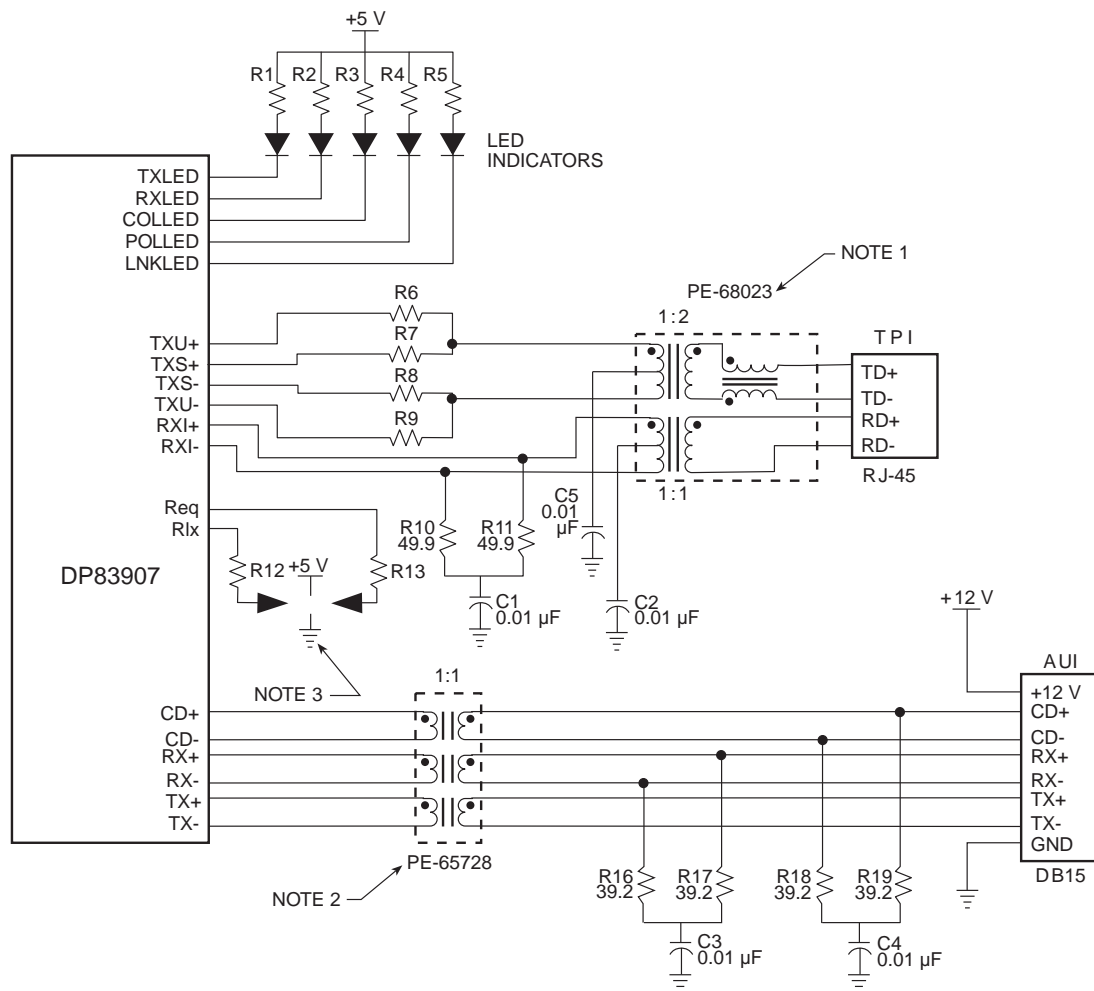 +5 V
R1 R2 R3 R4 R5
LED
INDICATORS
TXLED
RXLED
COLLED
POLLED
LNKLED
NOTE 1
PE-68023
R6
1:2
TPI
R7
TXU+
TXS+
TXS-
TXU-
RXI+
RXI-
R8
R9
TD+
TD-
RD+
RD-
RJ-45
1:1
C5
0.01
µF
Req
RIx
R10
49.9
R11
49.9
DP83907
R12
+5 V
R13
C1
0.01 µF
C2
0.01 µF
+12 V
NOTE 3
1:1
AUI
CD+
CD-
RX+
RX-
TX+
TX-
+12 V
CD+
CD-
RX+
RX-
TX+
TX-
GND
DB15
PE-65728
NOTE 2
R16
39.2
R17
39.2
R18
39.2
R19
39.2
C3
0.01 µF
C4
0.01 µF